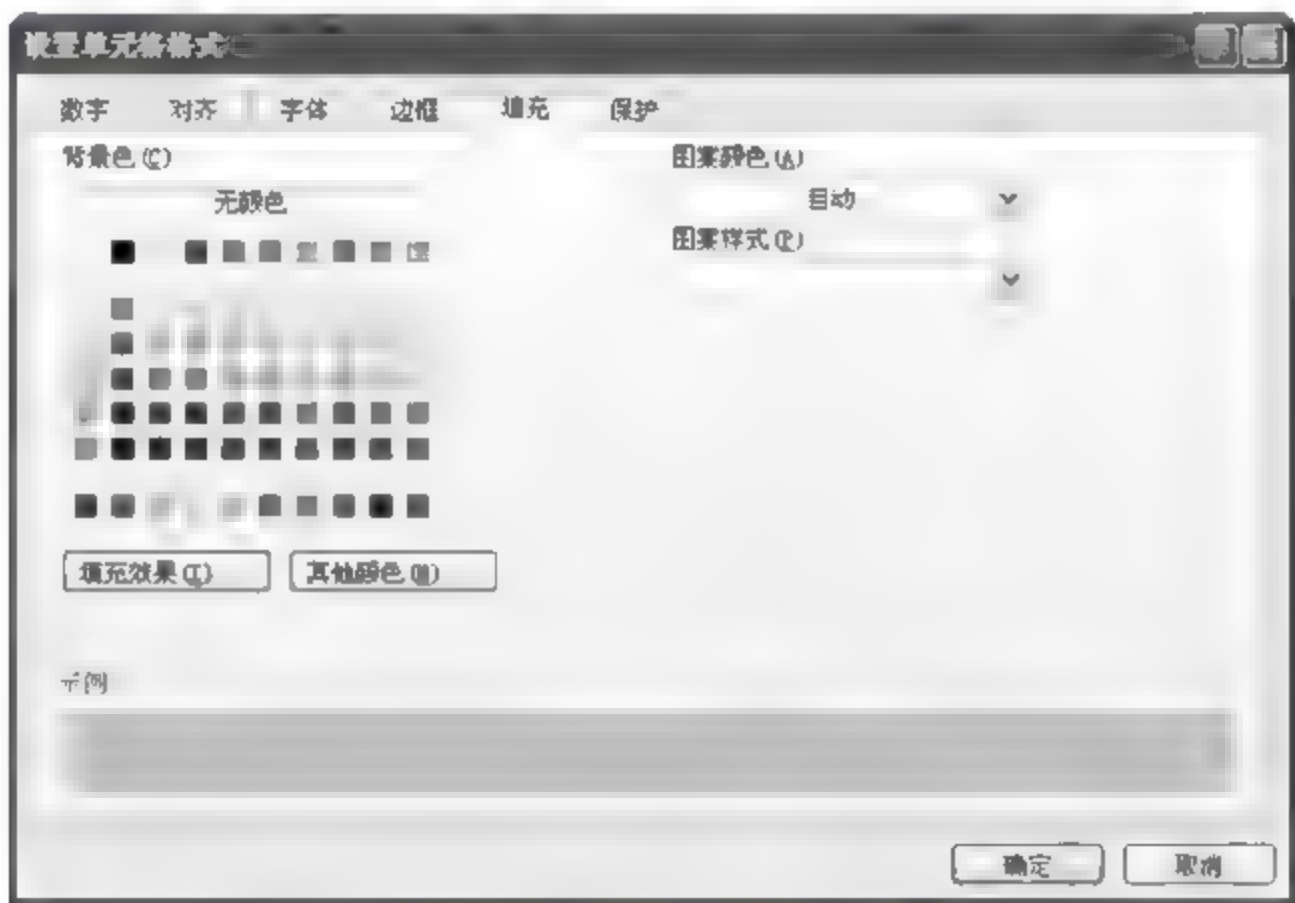 设置单元格格式
数字 对齐 字体 边框 填充 保护
背景色(C)
无颜色
填充效果(I) 其他颜色(M)
图案颜色(A)
自动
图案样式(P)
示例
确定 取消